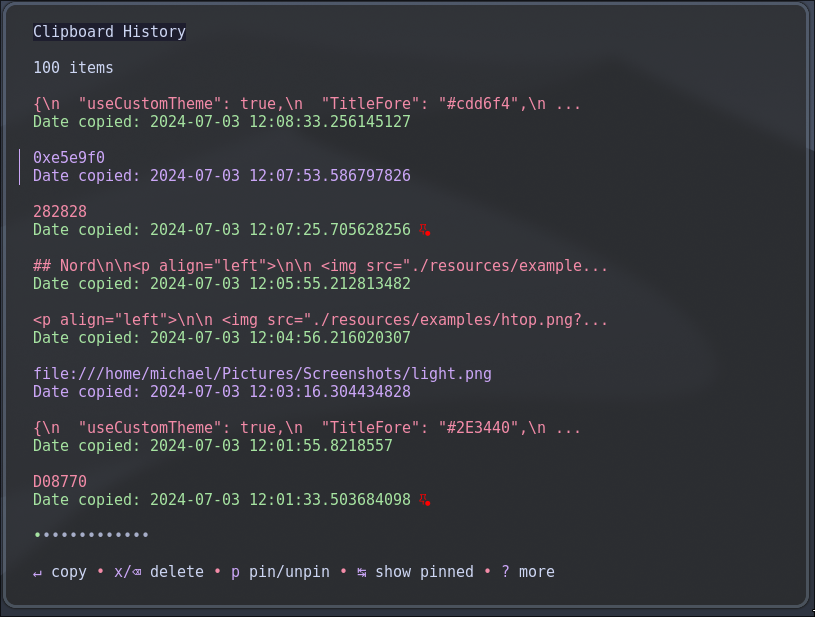 Clipboard History
100 items
{\n  "useCustomTheme": true,\n  "TitleFore": "#cdd6f4",\n ...
Date copied: 2024-07-03 12:08:33.256145127
0xe5e9f0
Date copied: 2024-07-03 12:07:53.586797826
282828
Date copied: 2024-07-03 12:07:25.705628256
## Nord\n\n<p align="left">\n\n <img src="./resources/example...
Date copied: 2024-07-03 12:05:55.212813482
<p align="left">\n\n <img src="./resources/examples/htop.png?...
Date copied: 2024-07-03 12:04:56.216020307
file:///home/michael/Pictures/Screenshots/light.png
Date copied: 2024-07-03 12:03:16.304434828
{\n  "useCustomTheme": true,\n  "TitleFore": "#2E3440",\n ...
Date copied: 2024-07-03 12:01:55.8218557
D08770
Date copied: 2024-07-03 12:01:33.503684098
•••••••••••••
↵ copy • x/⌫ delete • p pin/unpin • ↹ show pinned • ? more